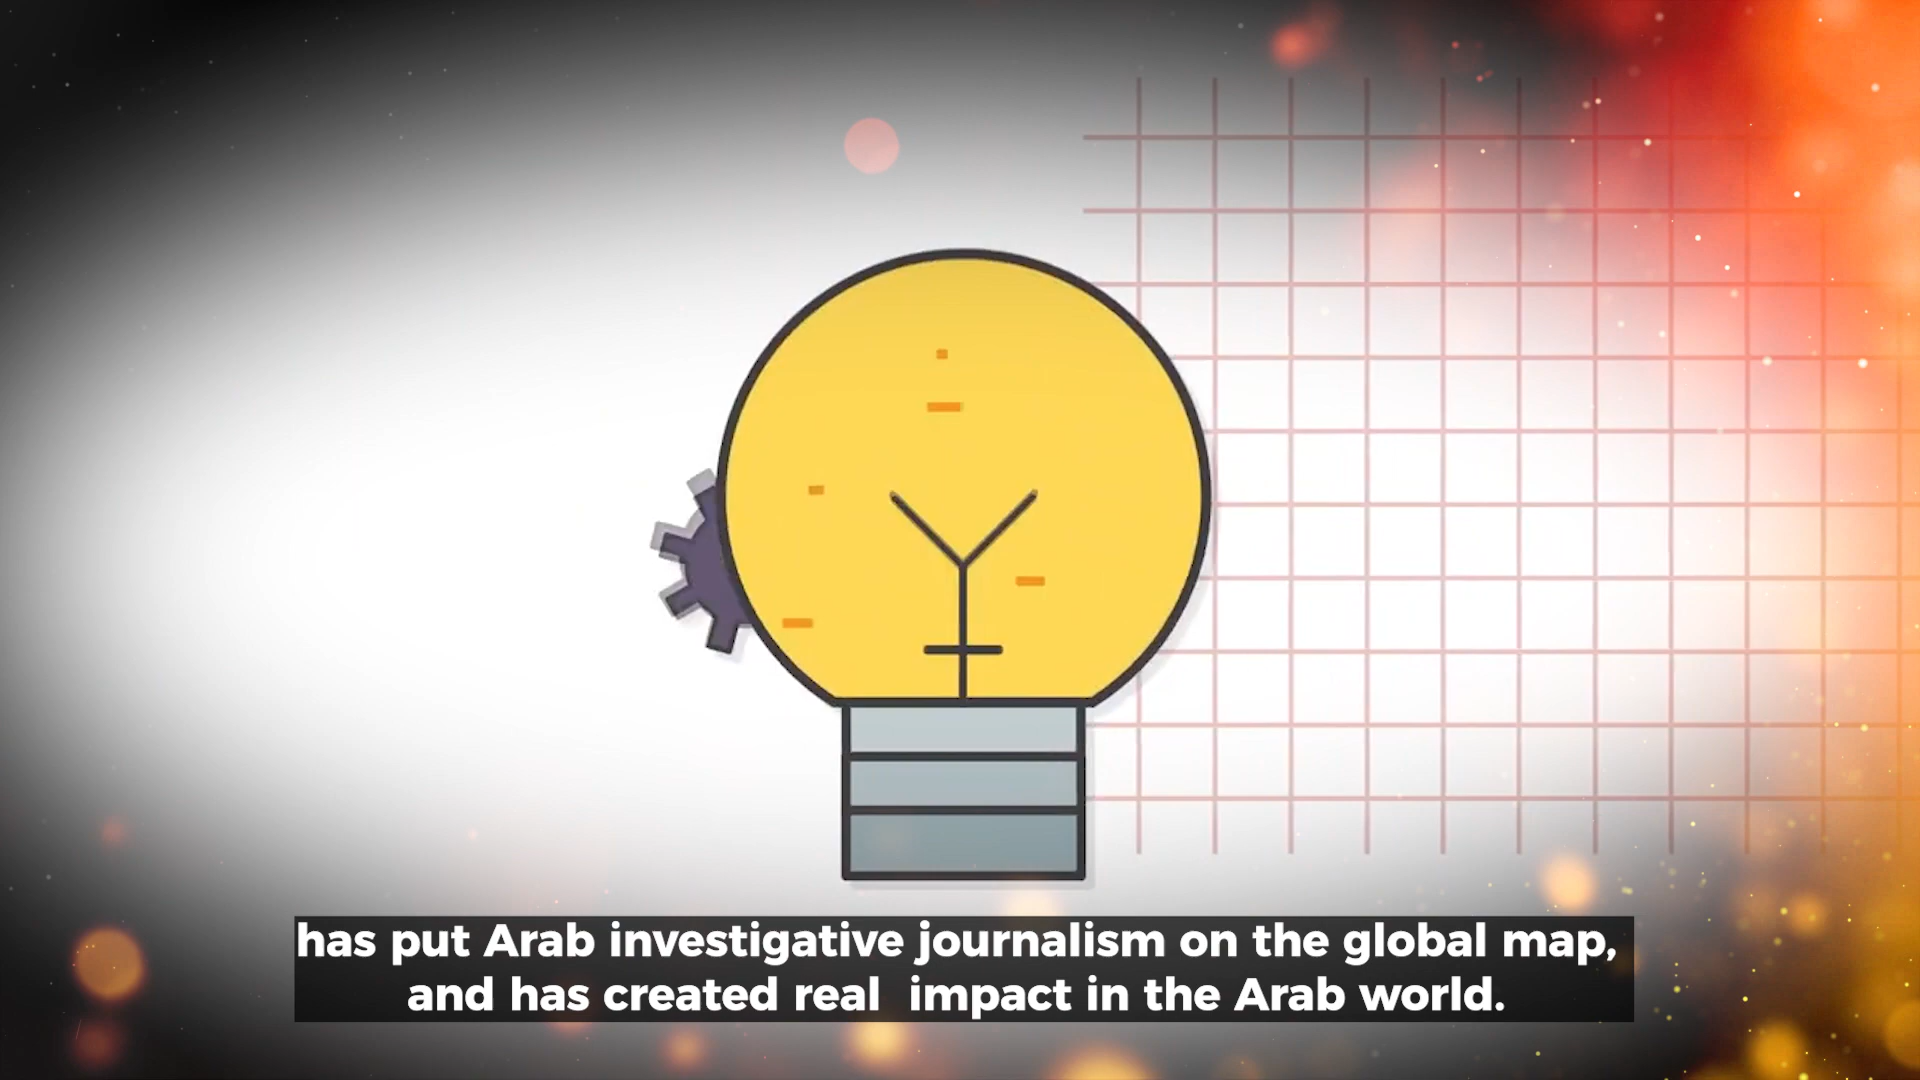 has put Arab investigative journalism on the global map,
and has created real  impact in the Arab world.